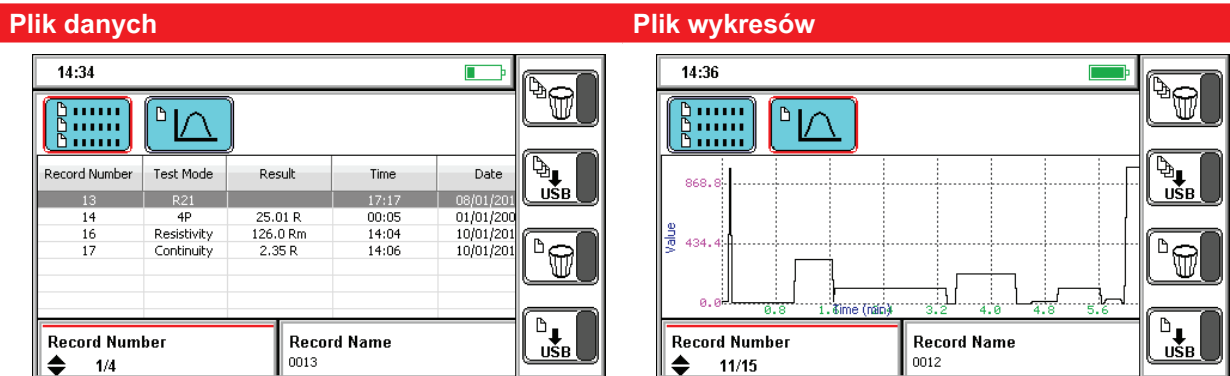 Plik danych
14:34
Record Number Test Mode Result Time Date
13 R21 17:17 08/01/201
14 4P 25.01 R 00:05 01/01/200
16 Resistivity 126.0 Rm 14:04 10/01/201
17 Continuity 2.35 R 14:06 10/01/201
Record Number
1/4
Record Name
0013
USB
USB
Plik wykresów
14:36
868.8
434.4
0.0
Value
0.8 1.6 2.4 3.2 4.0 4.8 5.6
Time (min)
Record Number
11/15
Record Name
0012
USB
USB